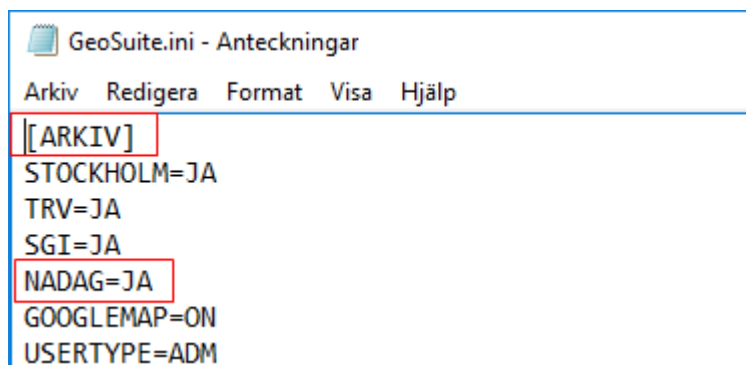 GeoSuite.ini - Anteckningar
Arkiv Redigera Format Visa Hjälp
[ARKIV]
STOCKHOLM=JA
TRV=JA
SGI=JA
NADAG=JA
GOOGLEMAP=ON
USERTYPE=ADM